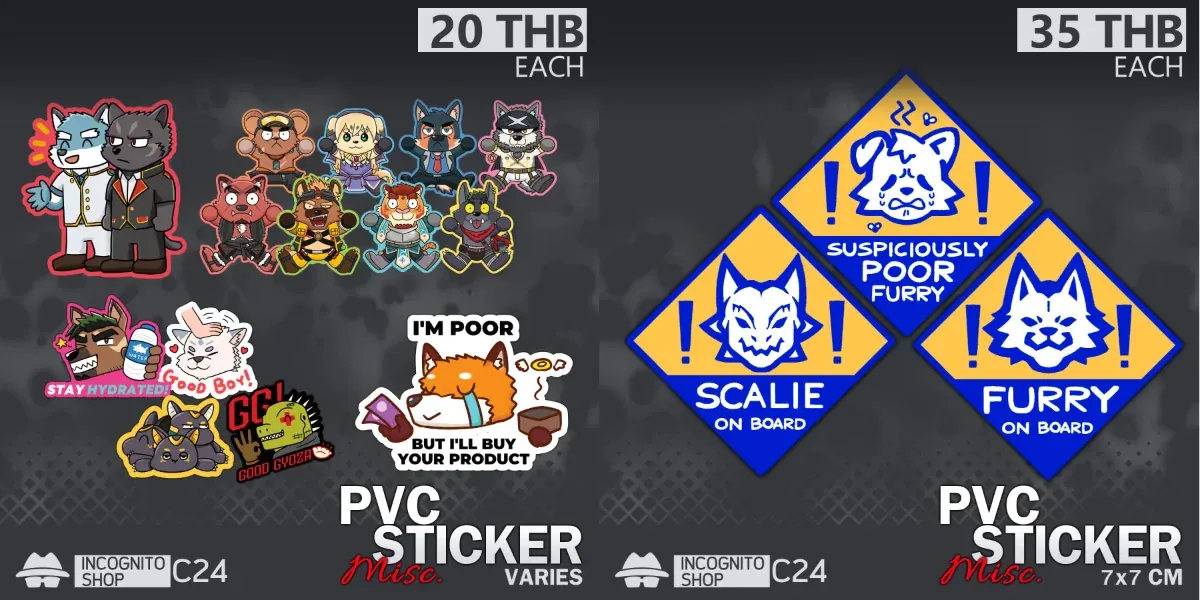 20 THB
EACH
WATER
STAY HYDRATED!
GOOD BOY!
GG!
GOOD GYOZA
I'M POOR
BUT I'LL BUY
YOUR PRODUCT
PVC
STICKER
Misc.
VARIES
INCOGNITO
SHOP
C24
35 THB
EACH
SUSPICIOUSLY
POOR
FURRY
SCALIE
ON BOARD
FURRY
ON BOARD
PVC
STICKER
Misc.
7x7 CM
INCOGNITO
SHOP
C24